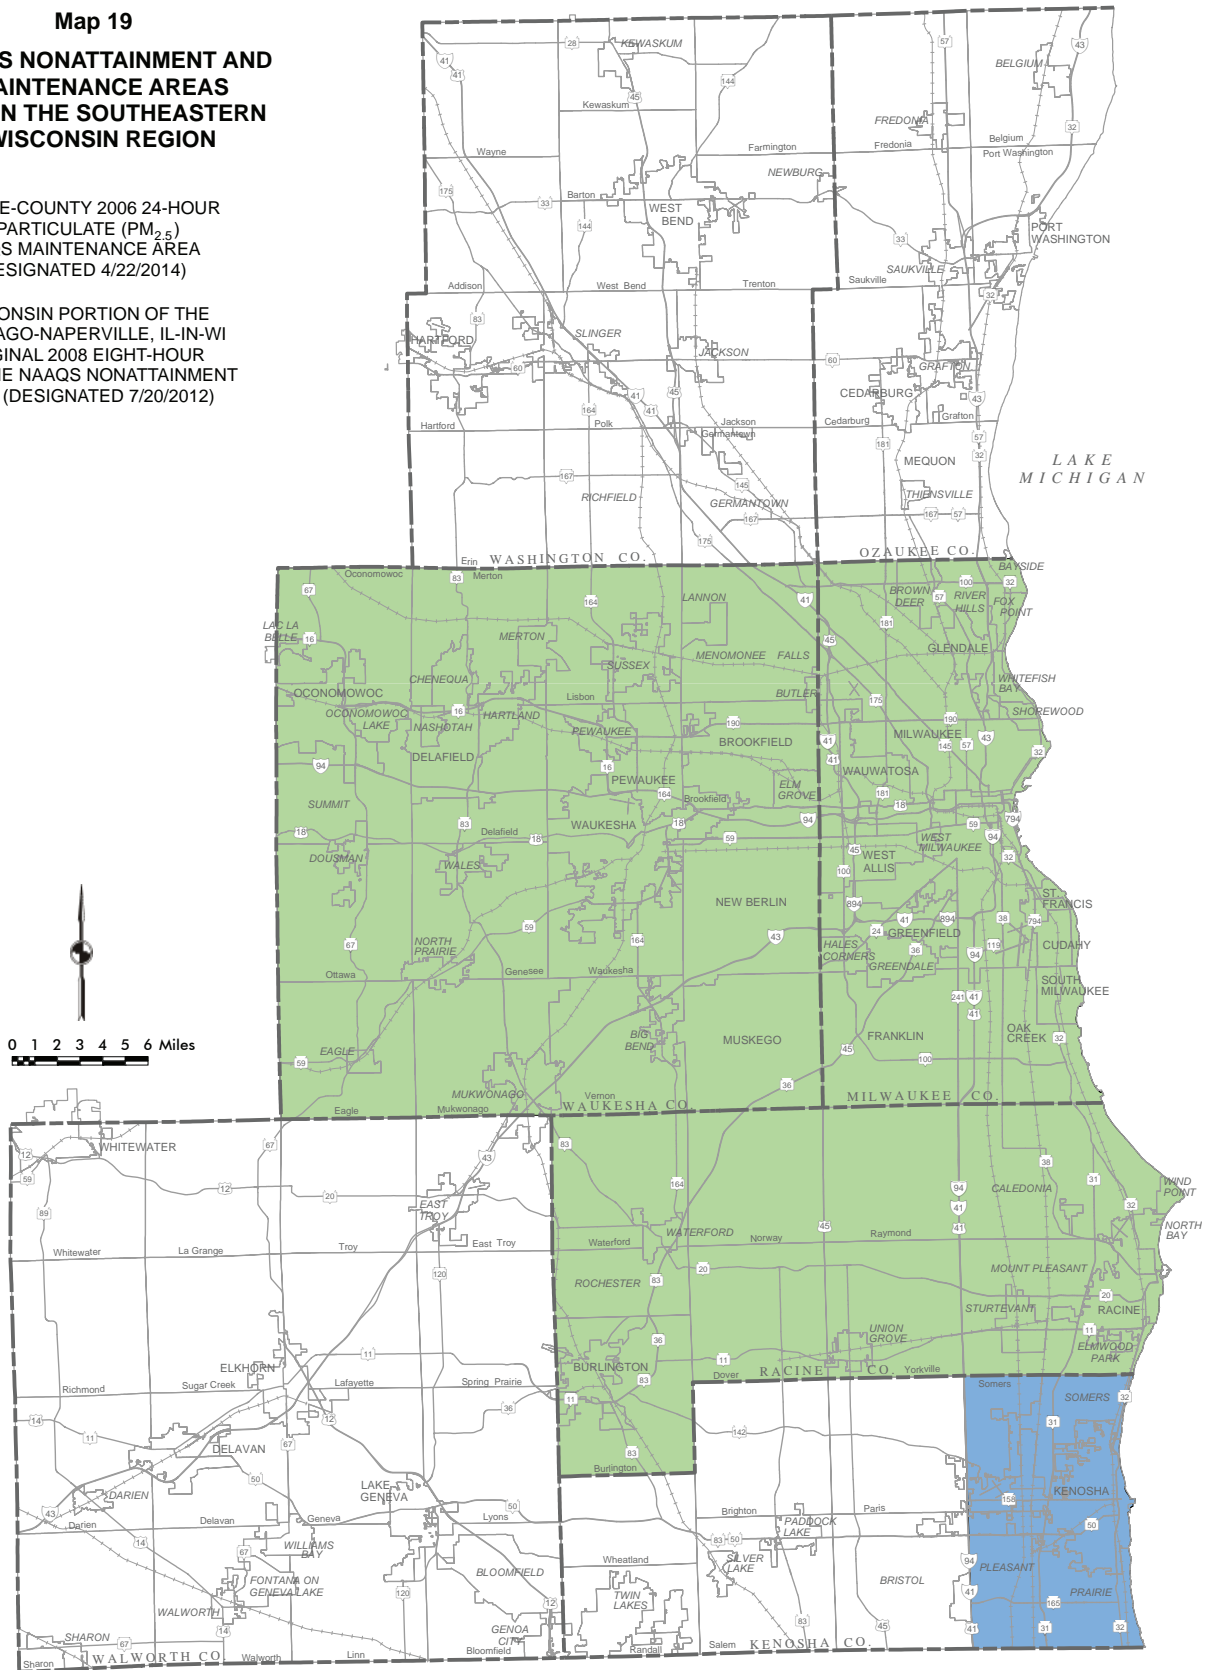 Map 19
S NONATTAINMENT AND
AINTENANCE AREAS
N THE SOUTHEASTERN
WISCONSIN REGION
E-COUNTY 2006 24-HOUR
PARTICULATE (PM2.5)
S MAINTENANCE AREA
ESIGNATED 4/22/2014)
ONSIN PORTION OF THE
AGO-NAPERVILLE, IL-IN-WI
GINAL 2008 EIGHT-HOUR
NE NAAQS NONATTAINMENT
(DESIGNATED 7/20/2012)
0 1 2 3 4 5 6 Miles
LAKE
MICHIGAN
KEWASKUM
Kewaskum
Wayne
Farmington
Barton
WEST
BEND
NEWBURG
Addison
West Bend
Trenton
HARTFORD
SLINGER
JACKSON
Hartford
Polk
Jackson
Germantown
RICHFIELD
GERMANTOWN
Erin
WASHINGTON CO.
BELGIUM
FREDONIA
Fredonia
Belgium
Port Washington
PORT
WASHINGTON
SAUKVILLE
Saukville
GRAFTON
CEDARBURG
Cedarburg
Grafton
MEQUON
THIENSVILLE
OZAUKEE CO.
Oconomowoc
Merton
LAC LA
BELLE
MERTON
LANNON
CHENEQUA
SUSSEX
MENOMONEE FALLS
OCONOMOWOC
Lisbon
BUTLER
OCONOMOWOC
LAKE
NASHOTAH
HARTLAND
PEWAUKEE
DELAFIELD
BROOKFIELD
PEWAUKEE
ELM
GROVE
SUMMIT
Brookfield
WAUKESHA
Delafield
DOUSMAN
WALES
NEW BERLIN
NORTH
PRAIRIE
Ottawa
Genesee
Waukesha
EAGLE
BIG
BEND
MUSKEGO
MUKWONAGO
Vernon
Eagle
Mukwonago
WAUKESHA CO.
BAYSIDE
BROWN
DEER
RIVER
HILLS
FOX
POINT
GLENDALE
WHITEFISH
BAY
SHOREWOOD
MILWAUKEE
WAUWATOSA
WEST
MILWAUKEE
WEST
ALLIS
ST.
FRANCIS
GREENFIELD
HALES
CORNERS
GREENDALE
CUDAHY
SOUTH
MILWAUKEE
FRANKLIN
OAK
CREEK
MILWAUKEE CO.
WHITEWATER
EAST
TROY
Whitewater
La Grange
Troy
East Troy
ELKHORN
Richmond
Sugar Creek
Lafayette
Spring Prairie
DELAVAN
LAKE
GENEVA
DARIEN
Darien
Delavan
Geneva
Lyons
WILLIAMS
BAY
FONTANA ON
GENEVA LAKE
BLOOMFIELD
WALWORTH
GENOA
CITY
SHARON
Sharon
WALWORTH CO.
Walworth
Linn
Bloomfield
WIND
POINT
CALEDONIA
NORTH
BAY
WATERFORD
Waterford
Norway
Raymond
ROCHESTER
MOUNT PLEASANT
STURTEVANT
RACINE
UNION
GROVE
ELMWOOD
PARK
BURLINGTON
Dover
RACINE CO.
Yorkville
Burlington
Somers
SOMERS
KENOSHA
Brighton
Paris
PADDOCK
LAKE
Wheatland
SILVER
LAKE
PLEASANT
PRAIRIE
TWIN
LAKES
BRISTOL
Randall
Salem
KENOSHA CO.